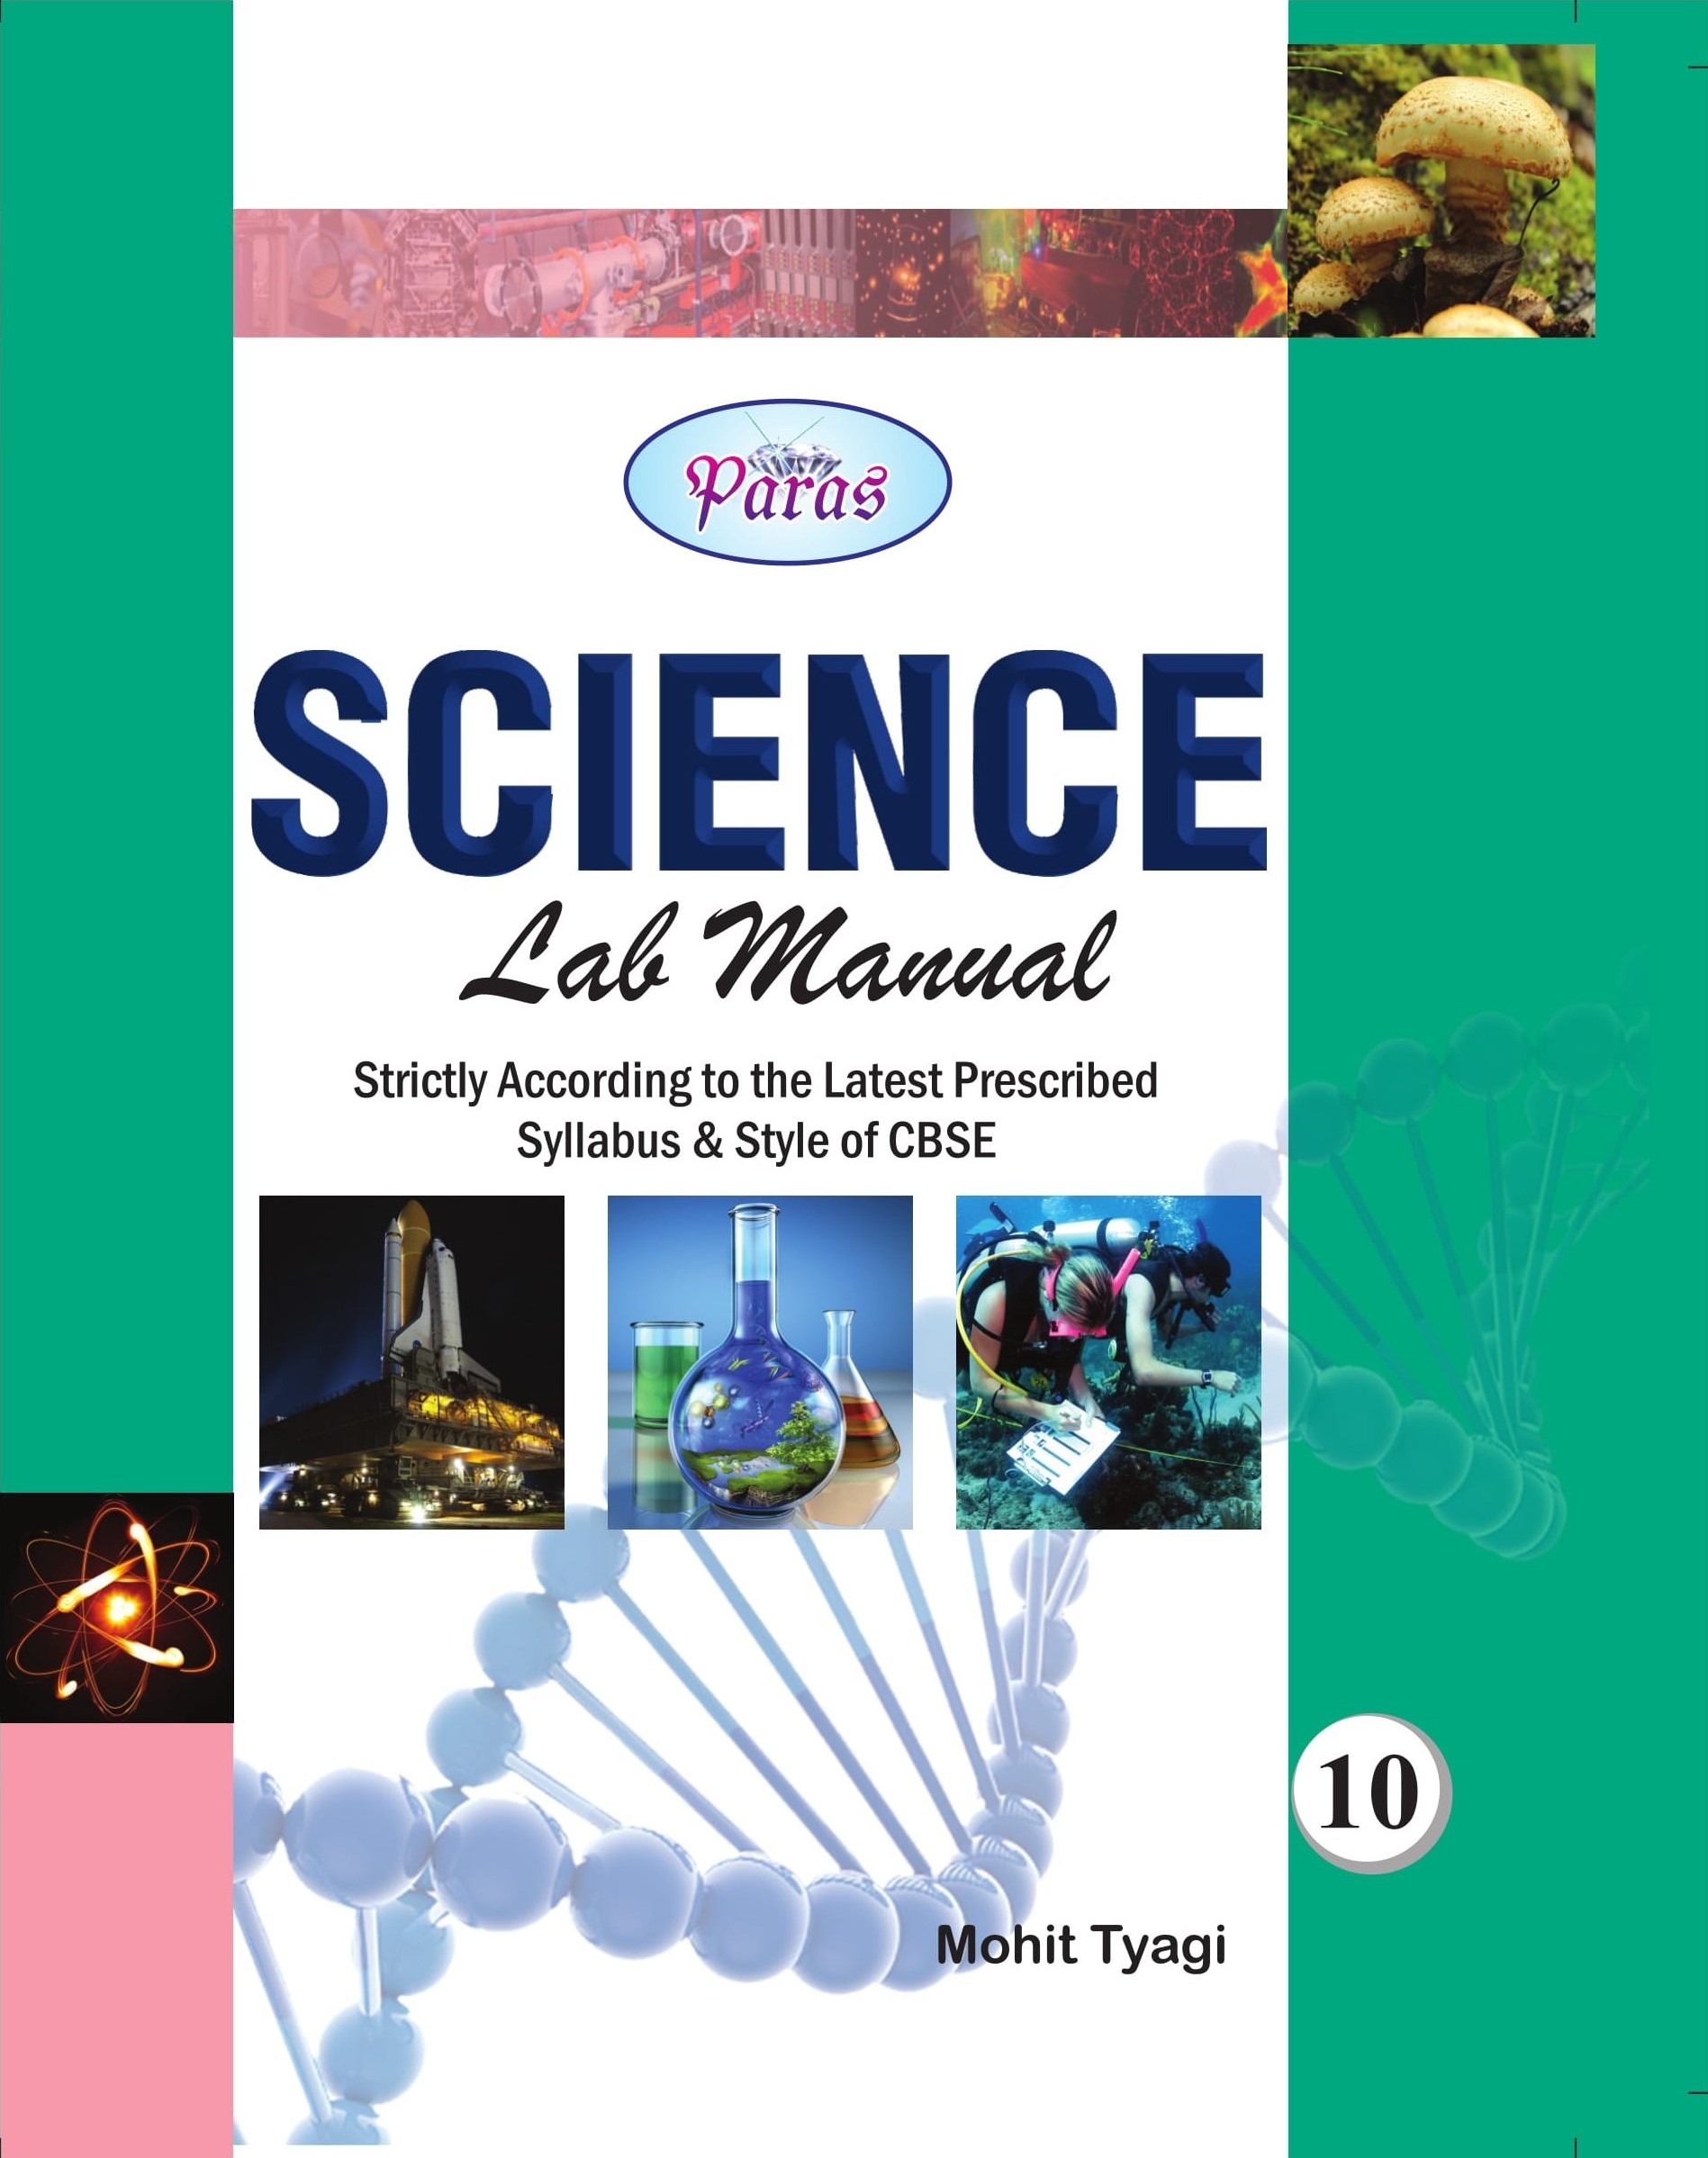 Paras
SCIENCE
Lab Manual
Strictly According to the Latest Prescribed
Syllabus & Style of CBSE
10
Mohit Tyagi